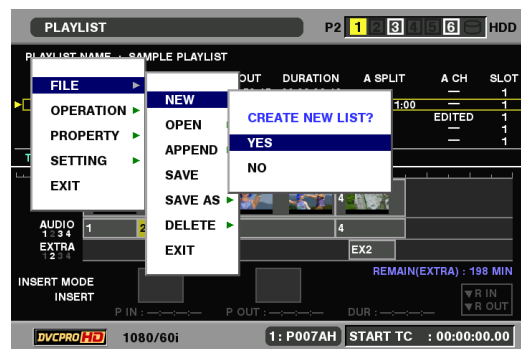 PLAYLIST P2 1 2 3 4 5 6 HDD
PLAYLIST NAME : SAMPLE PLAYLIST
OUT DURATION A SPLIT A CH SLOT
1
1:00 1
EDITED 1
1
1
FILE
OPERATION
PROPERTY
SETTING
EXIT
NEW
OPEN
APPEND
SAVE
SAVE AS
DELETE
EXIT
CREATE NEW LIST?
YES
NO
4
AUDIO 1 2 4
1 2 3 4
EXTRA EX2
1 2 3 4
REMAIN(EXTRA) : 198 MIN
INSERT MODE
INSERT
▼R IN
▼R OUT
P IN : --:--:--:-- P OUT : --:--:--:-- DUR : --:--:--:--
DVCPRO HD 1080/60i 1: P007AH START TC : 00:00:00.00